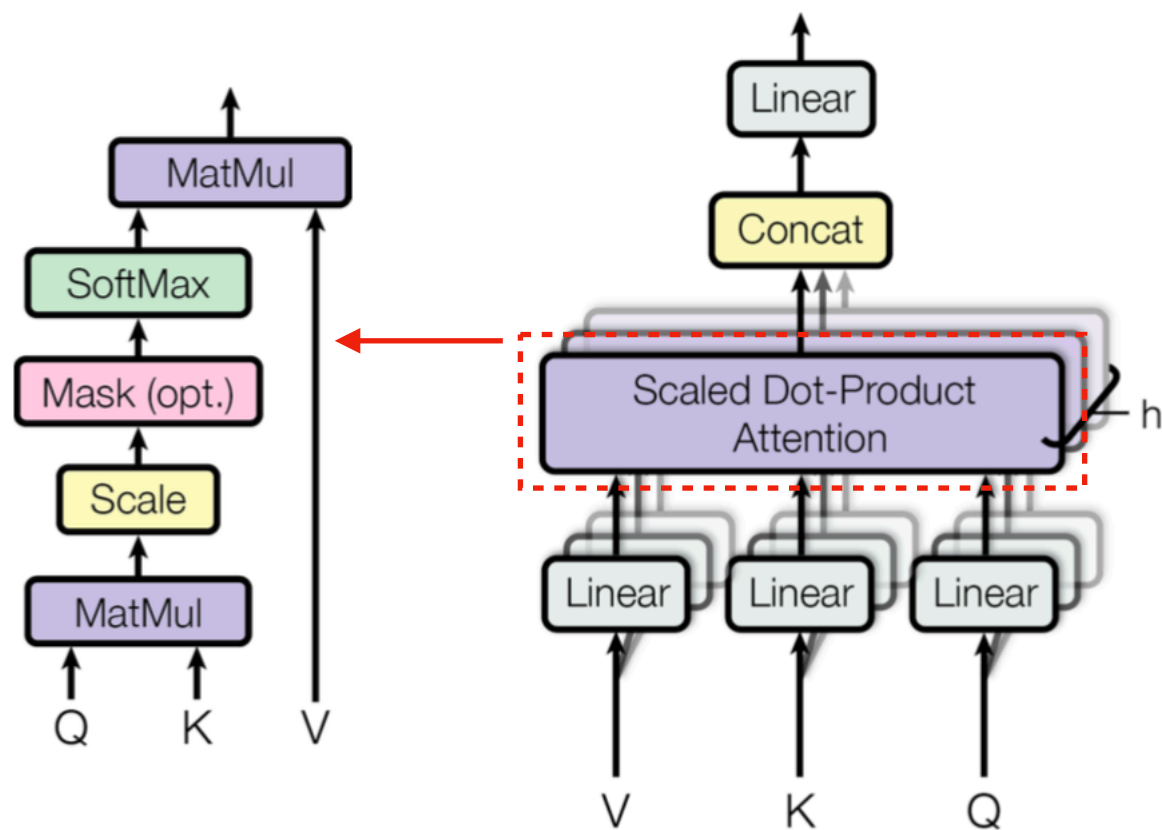 MatMul
SoftMax
Mask (opt.)
Scale
MatMul
Q K V
Linear
Concat
Scaled Dot-Product
Attention
h
Linear Linear Linear
V K Q